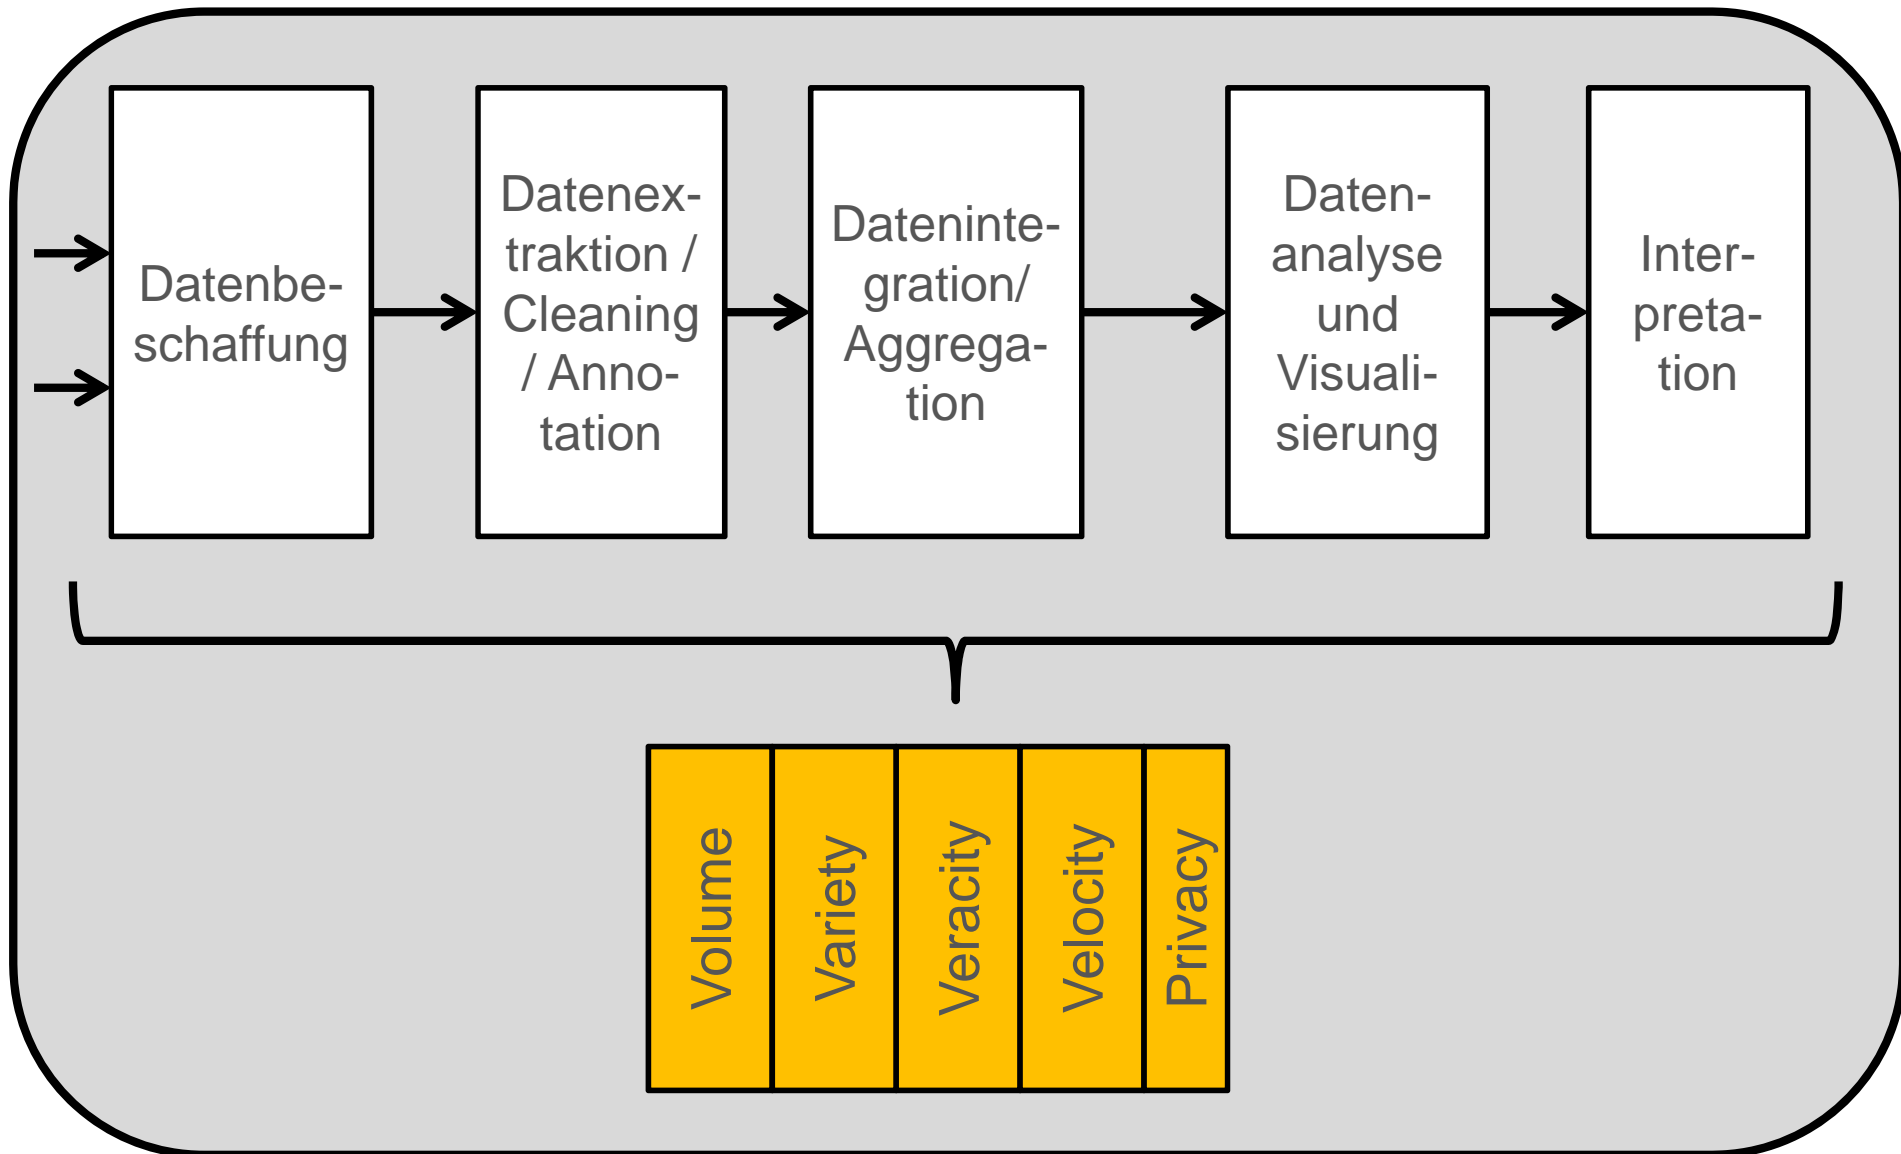 Datenbe-
schaffung
Datenex-
traktion /
Cleaning
/ Anno-
tation
Dateninte-
gration/
Aggrega-
tion
Daten-
analyse
und
Visuali-
sierung
Inter-
preta-
tion
Volume
Variety
Veracity
Velocity
Privacy